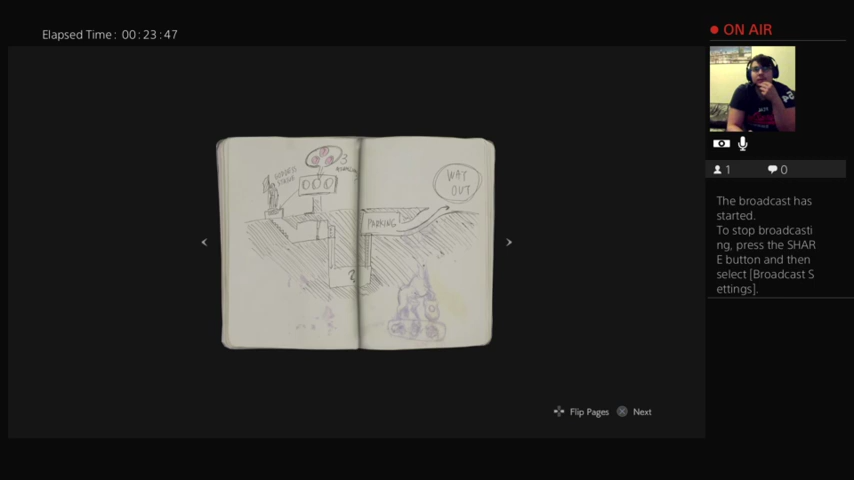 Elapsed Time: 00:23:47
ON AIR
1
0
The broadcast has
started.
To stop broadcasti
ng, press the SHAR
E button and then
select [Broadcast S
ettings].
3
WAY
OUT
PARKING
?
Flip Pages
Next